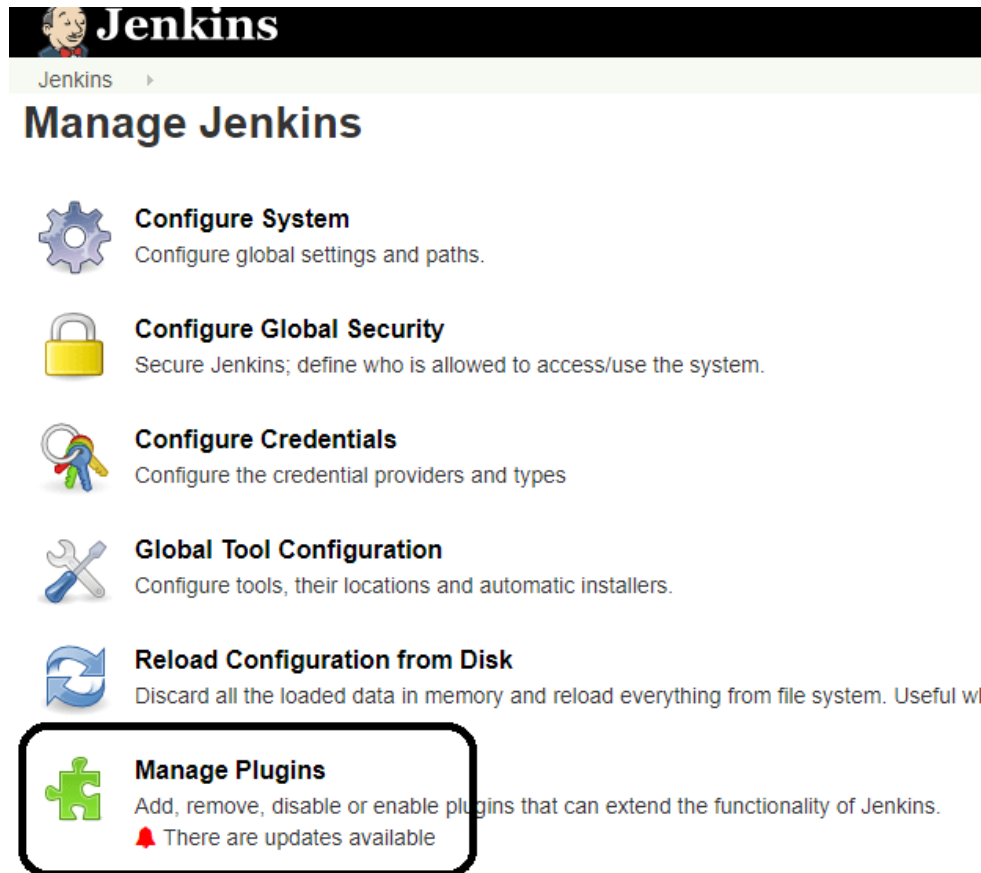 Jenkins
Jenkins
Manage Jenkins
Configure System
Configure global settings and paths.
Configure Global Security
Secure Jenkins; define who is allowed to access/use the system.
Configure Credentials
Configure the credential providers and types
Global Tool Configuration
Configure tools, their locations and automatic installers.
Reload Configuration from Disk
Discard all the loaded data in memory and reload everything from file system. Useful
Manage Plugins
Add, remove, disable or enable plugins that can extend the functionality of Jenkins.
There are updates available